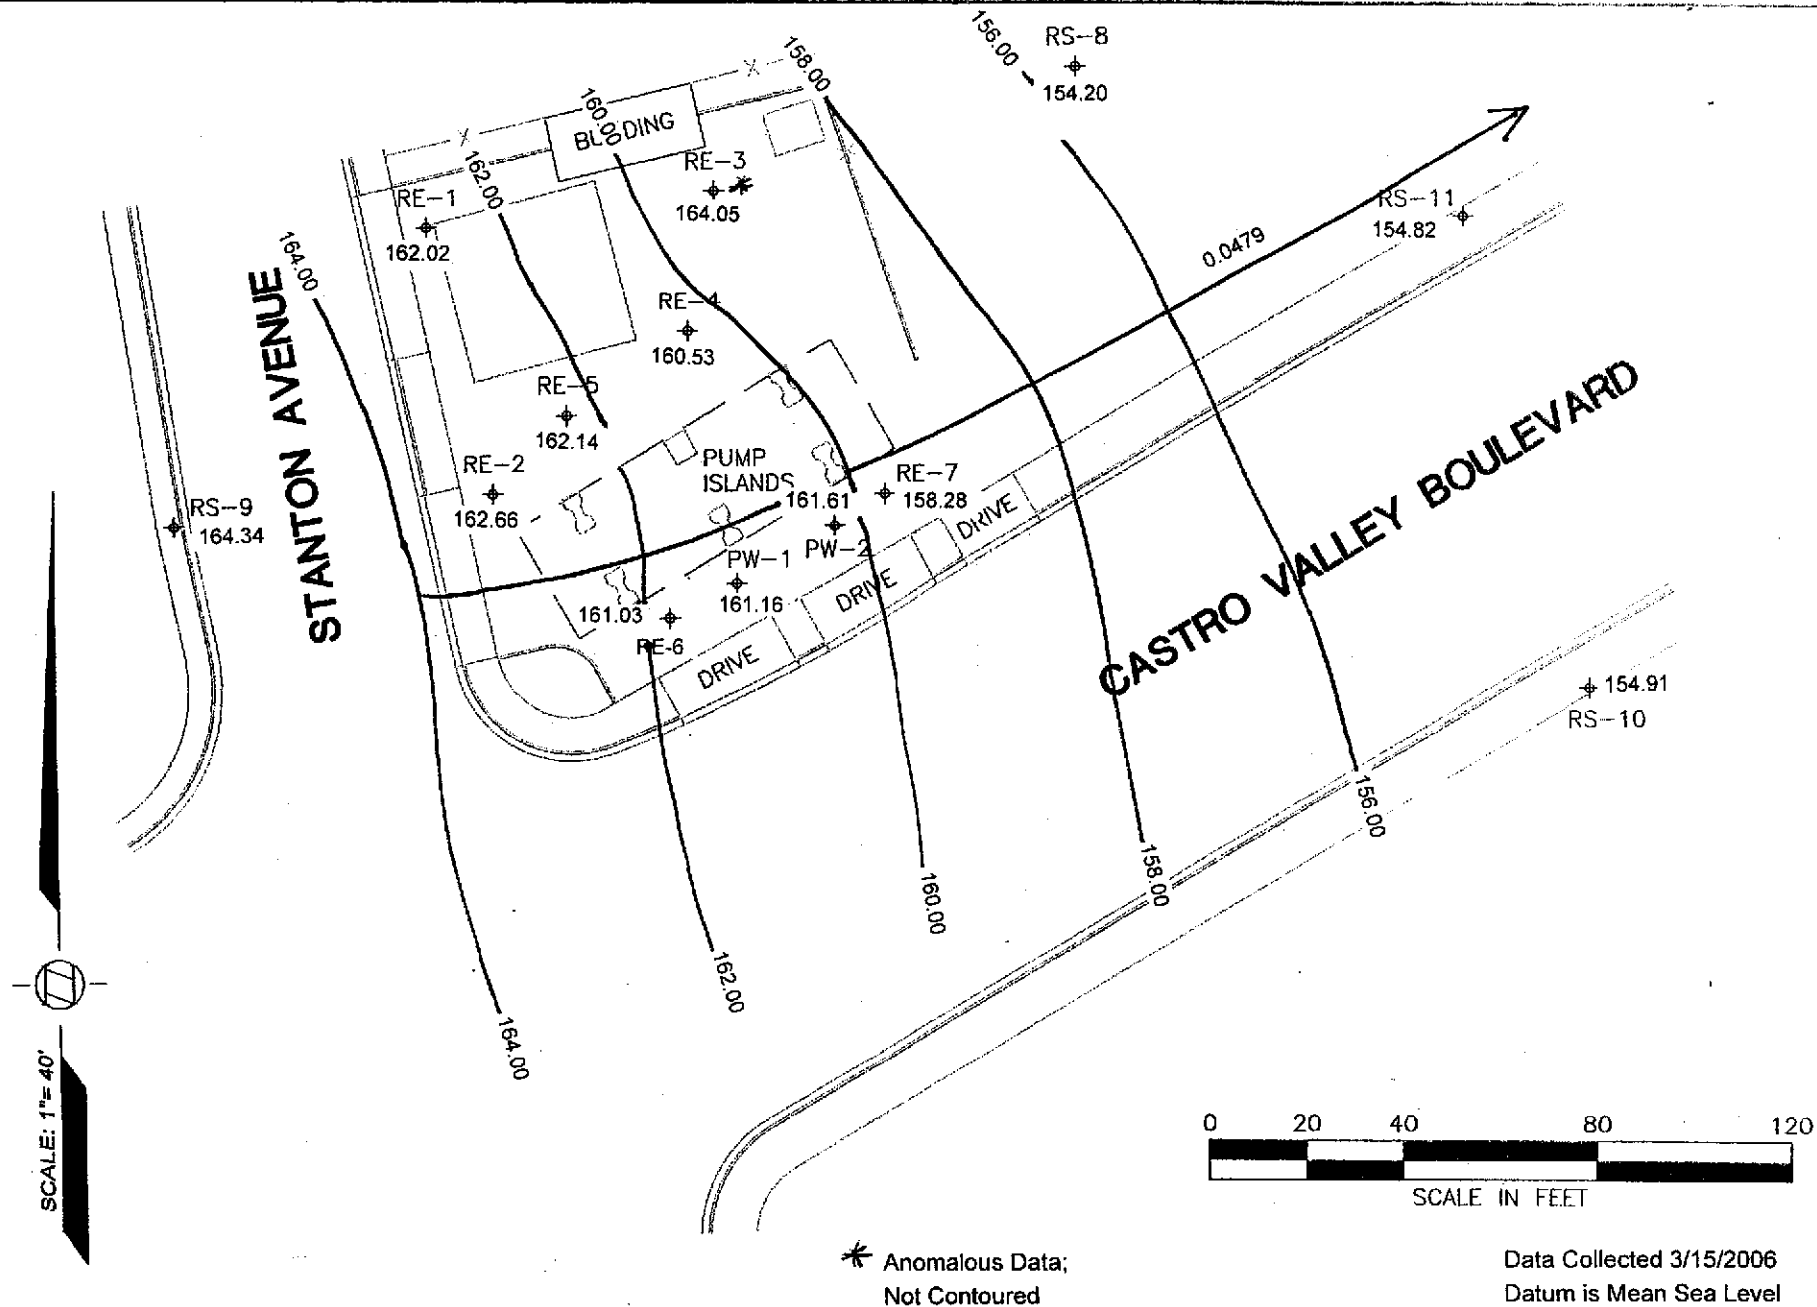 156.00
RS-8
154.20
158.00
160.00
BUILDING
RE-3
164.05
162.00
RE-1
162.02
164.00
STANTON AVENUE
RE-4
160.53
RE-5
162.14
RE-2
162.66
RS-9
164.34
PUMP
ISLANDS
161.61
RE-7
158.28
PW-2
PW-1
161.16
161.03
RE-6
DRIVE
DRIVE
DRIVE
0.0479
RS-11
154.82
CASTRO VALLEY BOULEVARD
154.91
RS-10
156.00
158.00
160.00
162.00
164.00
SCALE: 1"= 40'
0 20 40 80 120
SCALE IN FEET
* Anomalous Data;
Not Contoured
Data Collected 3/15/2006
Datum is Mean Sea Level